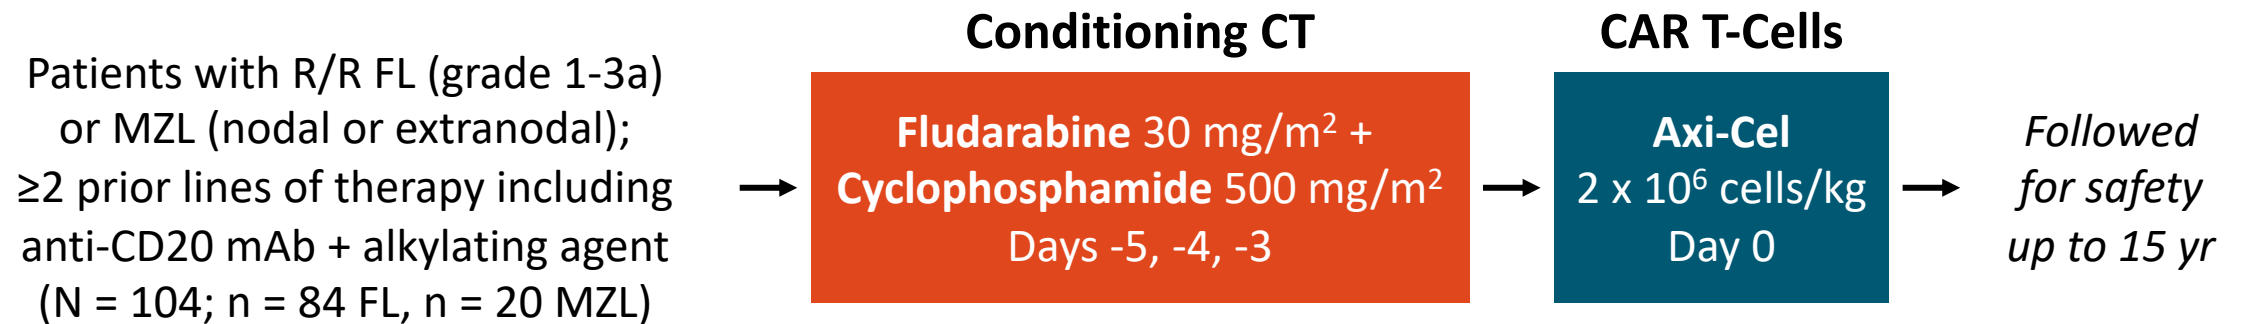 Patients with R/R FL (grade 1-3a)
or MZL (nodal or extranodal);
≥2 prior lines of therapy including
anti-CD20 mAb + alkylating agent
(N = 104; n = 84 FL, n = 20 MZL)
Conditioning CT
Fludarabine 30 mg/m² +
Cyclophosphamide 500 mg/m²
Days -5, -4, -3
CAR T-Cells
Axi-Cel
2 x 10⁶ cells/kg
Day 0
Followed
for safety
up to 15 yr